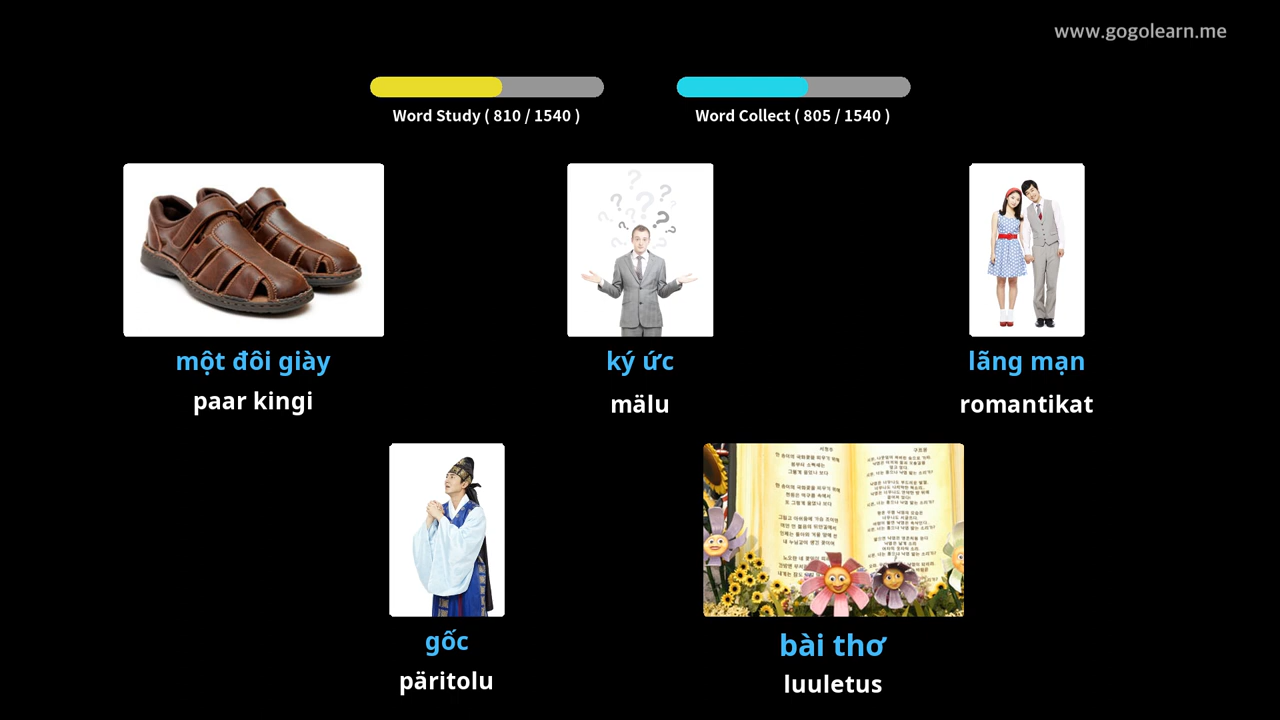 www.gogolearn.me
Word Study ( 810 / 1540 )
Word Collect ( 805 / 1540 )
một đôi giày
paar kingi
ký ức
mälu
lãng mạn
romantikat
gốc
päritolu
bài thơ
luuletus